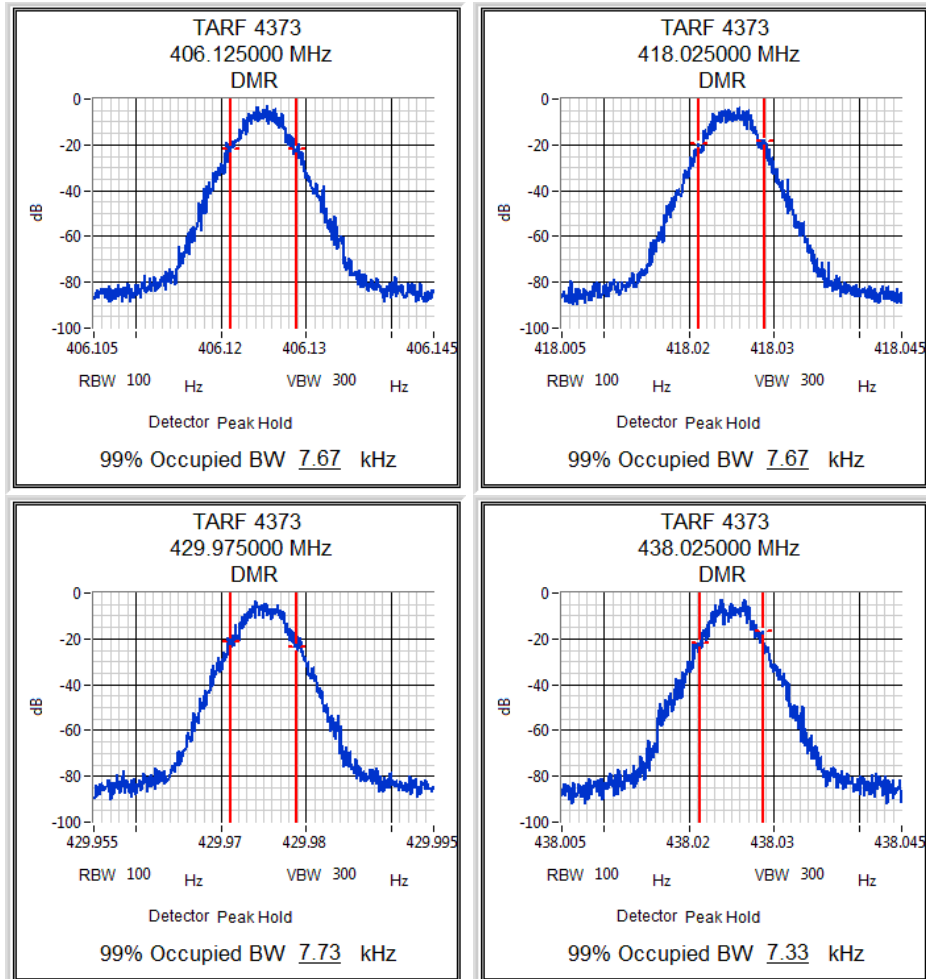 TARF 4373
406.125000 MHz
DMR
0
-20
-40
-60
-80
-100
dB
406.105 406.12 406.13 406.145
RBW 100 Hz VBW 300 Hz
Detector Peak Hold
99% Occupied BW 7.67 kHz
TARF 4373
418.025000 MHz
DMR
0
-20
-40
-60
-80
-100
dB
418.005 418.02 418.03 418.045
RBW 100 Hz VBW 300 Hz
Detector Peak Hold
99% Occupied BW 7.67 kHz
TARF 4373
429.975000 MHz
DMR
0
-20
-40
-60
-80
-100
dB
429.955 429.97 429.98 429.995
RBW 100 Hz VBW 300 Hz
Detector Peak Hold
99% Occupied BW 7.73 kHz
TARF 4373
438.025000 MHz
DMR
0
-20
-40
-60
-80
-100
dB
438.005 438.02 438.03 438.045
RBW 100 Hz VBW 300 Hz
Detector Peak Hold
99% Occupied BW 7.33 kHz